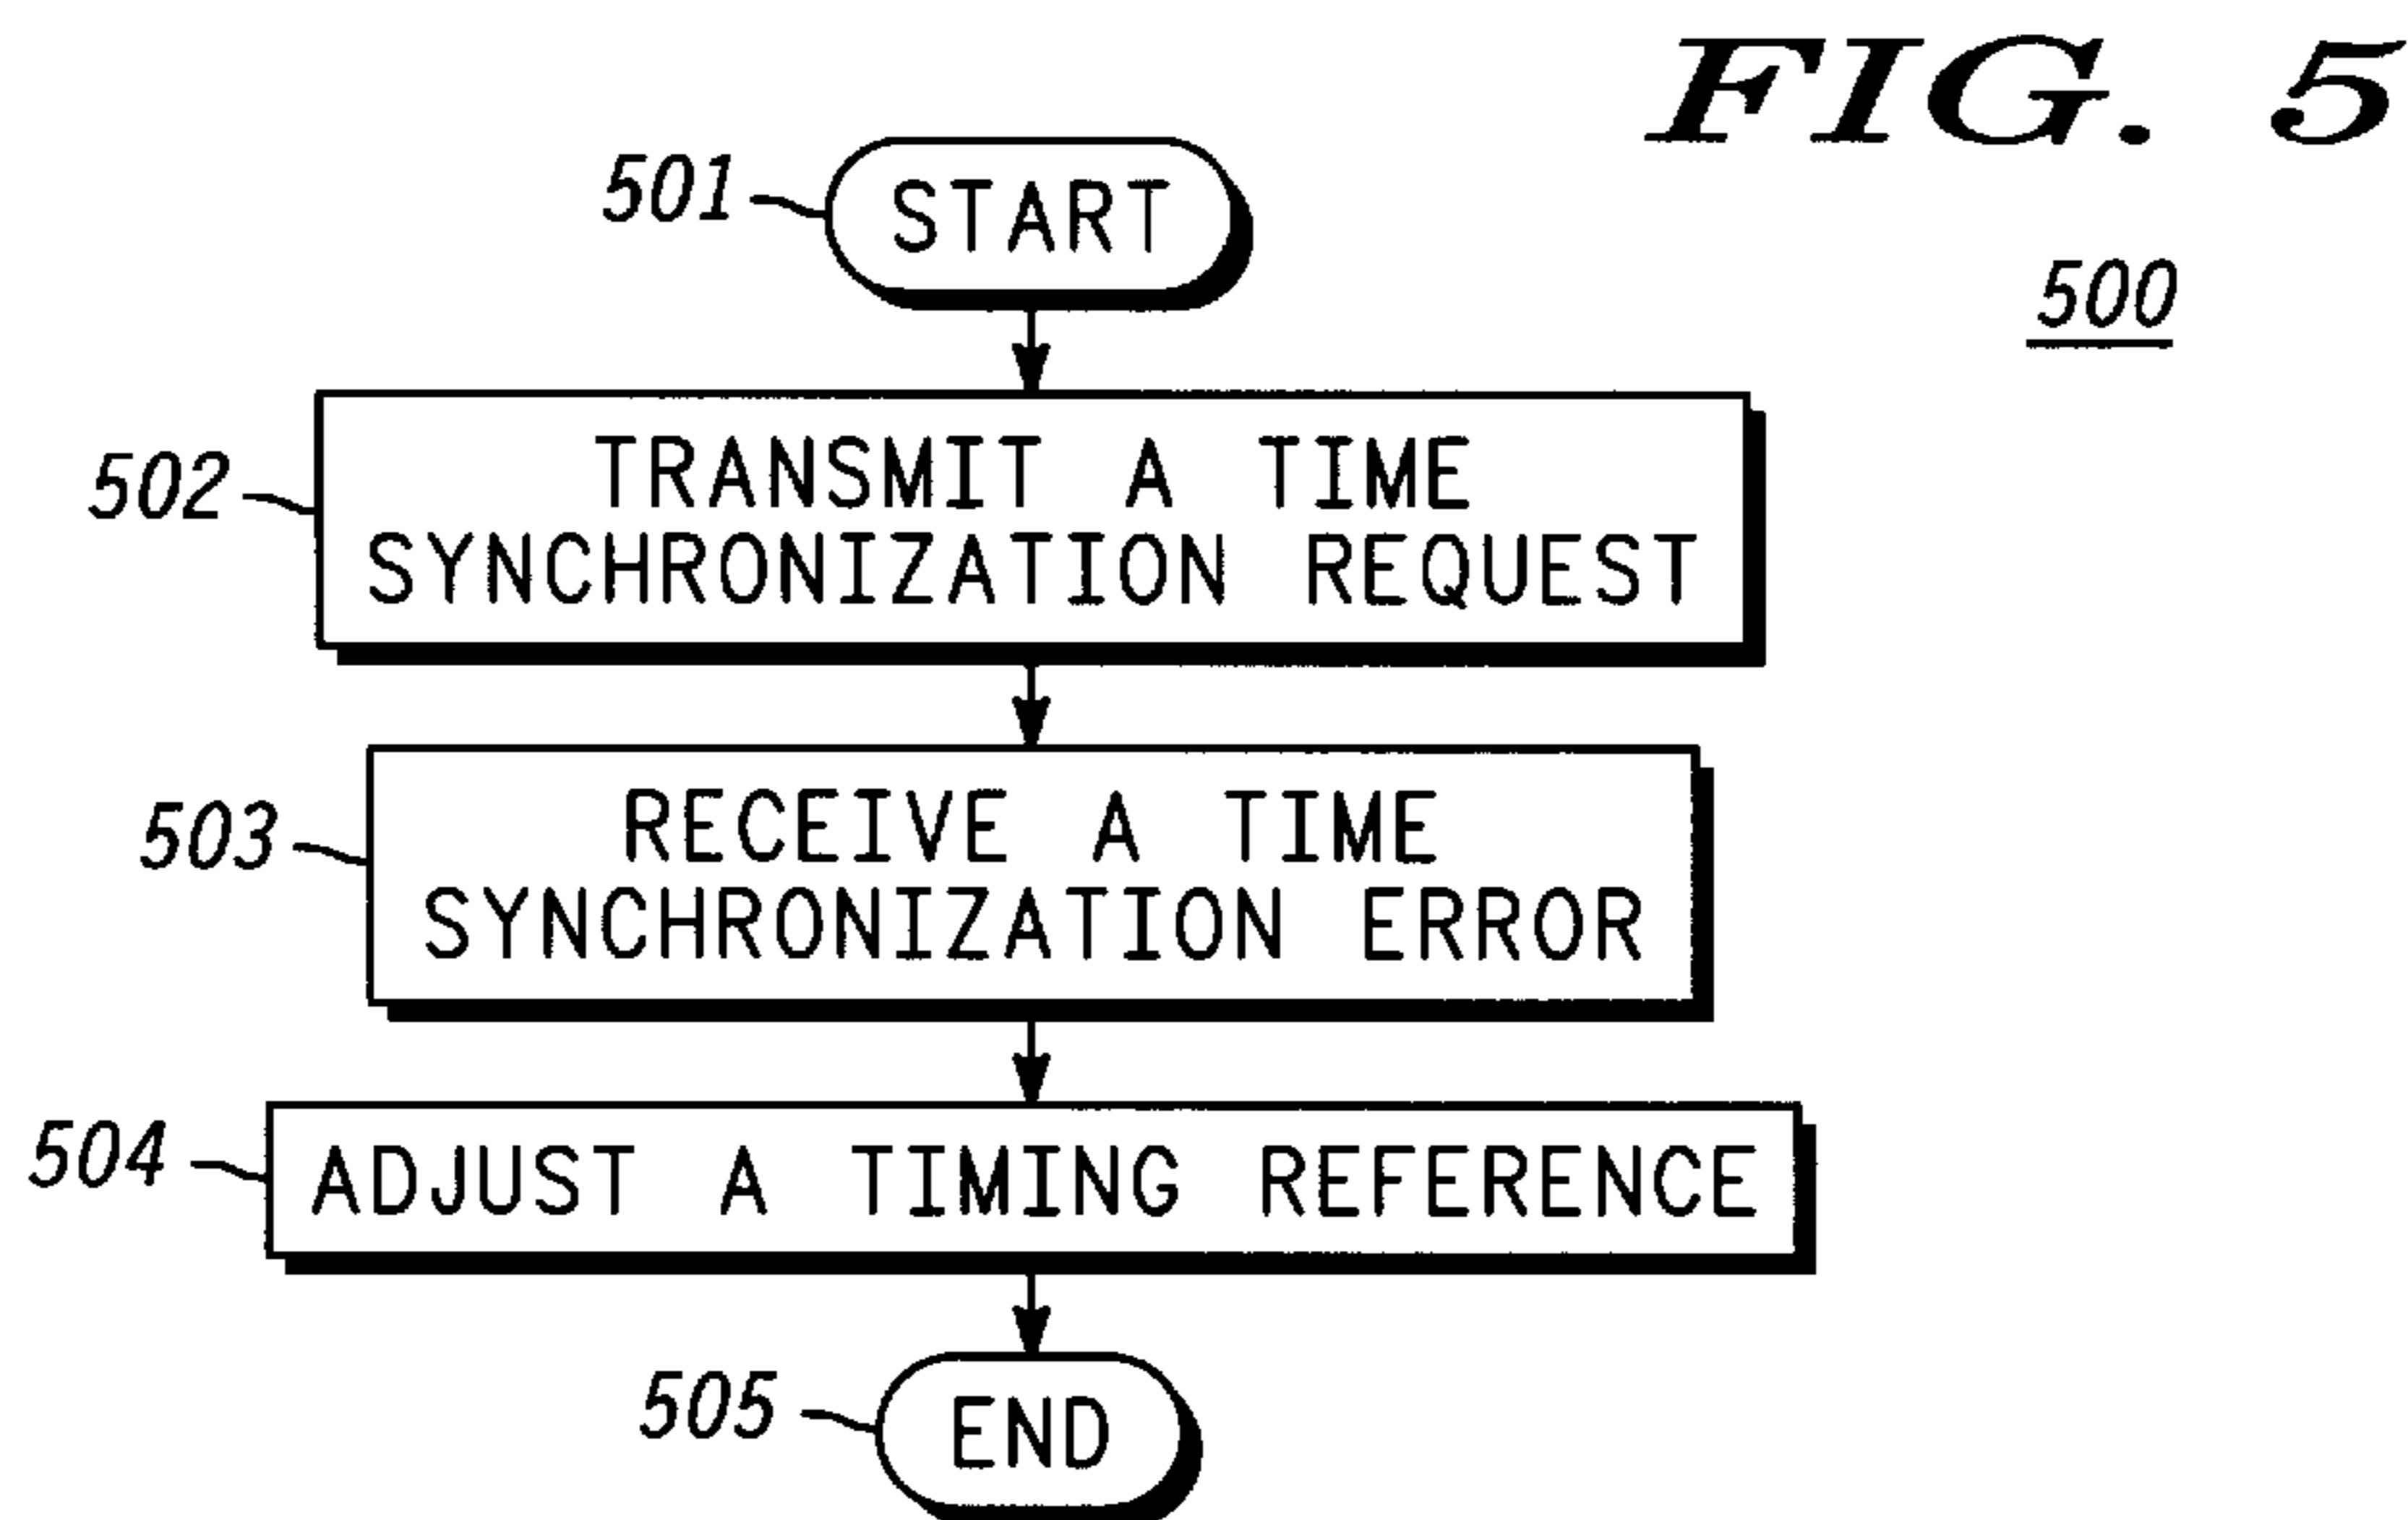 FIG. 5
501
START
500
502
TRANSMIT A TIME
SYNCHRONIZATION REQUEST
503
RECEIVE A TIME
SYNCHRONIZATION ERROR
504
ADJUST A TIMING REFERENCE
505
END